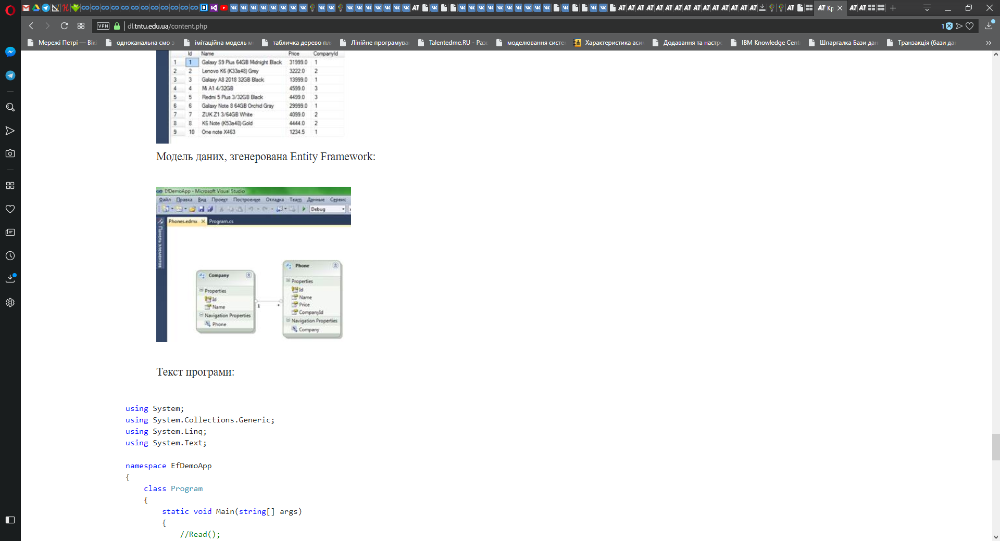 AT Кр
VPN
dl.tntu.edu.ua/content.php
1
Мережі Петрі — Вікі
одноканальна смо з
імітаційна модель м
табличка дерево пл
Лінійне програмува
Talentedme.RU - Раз
моделювання систе
Характеристика аси
Додавання та настр
IBM Knowledge Cent
Шпаргалка Бази дан
Транзакція (бази да
Id Name Price CompanyId
1 1 Galaxy S9 Plus 64GB Midnight Black 31999.0 1
2 2 Lenovo K6 (K33a48) Grey 3222.0 2
3 3 Galaxy A8 2018 32GB Black 13999.0 1
4 4 Mi A1 4/32GB 4599.0 3
5 5 Redmi 5 Plus 3/32GB Black 4499.0 3
6 6 Galaxy Note 8 64GB Orchid Gray 29999.0 1
7 7 ZUK Z1 3/64GB White 4099.0 2
8 8 K6 Note (K53a48) Gold 4444.0 2
9 10 One note X463 1234.5 1
Модель даних, згенерована Entity Framework:
EfDemoApp - Microsoft Visual Studio
Файл Правка Вид Проект Построение Отладка Team Данные Сервис
Debug
Phones.edmx Program.cs
Панель элементов
Company
Properties
Id
Name
Navigation Properties
Phone
1
*
Phone
Properties
Id
Name
Price
CompanyId
Navigation Properties
Company
Текст програми:
using System;
using System.Collections.Generic;
using System.Linq;
using System.Text;
namespace EfDemoApp
{
class Program
{
static void Main(string[] args)
{
//Read();